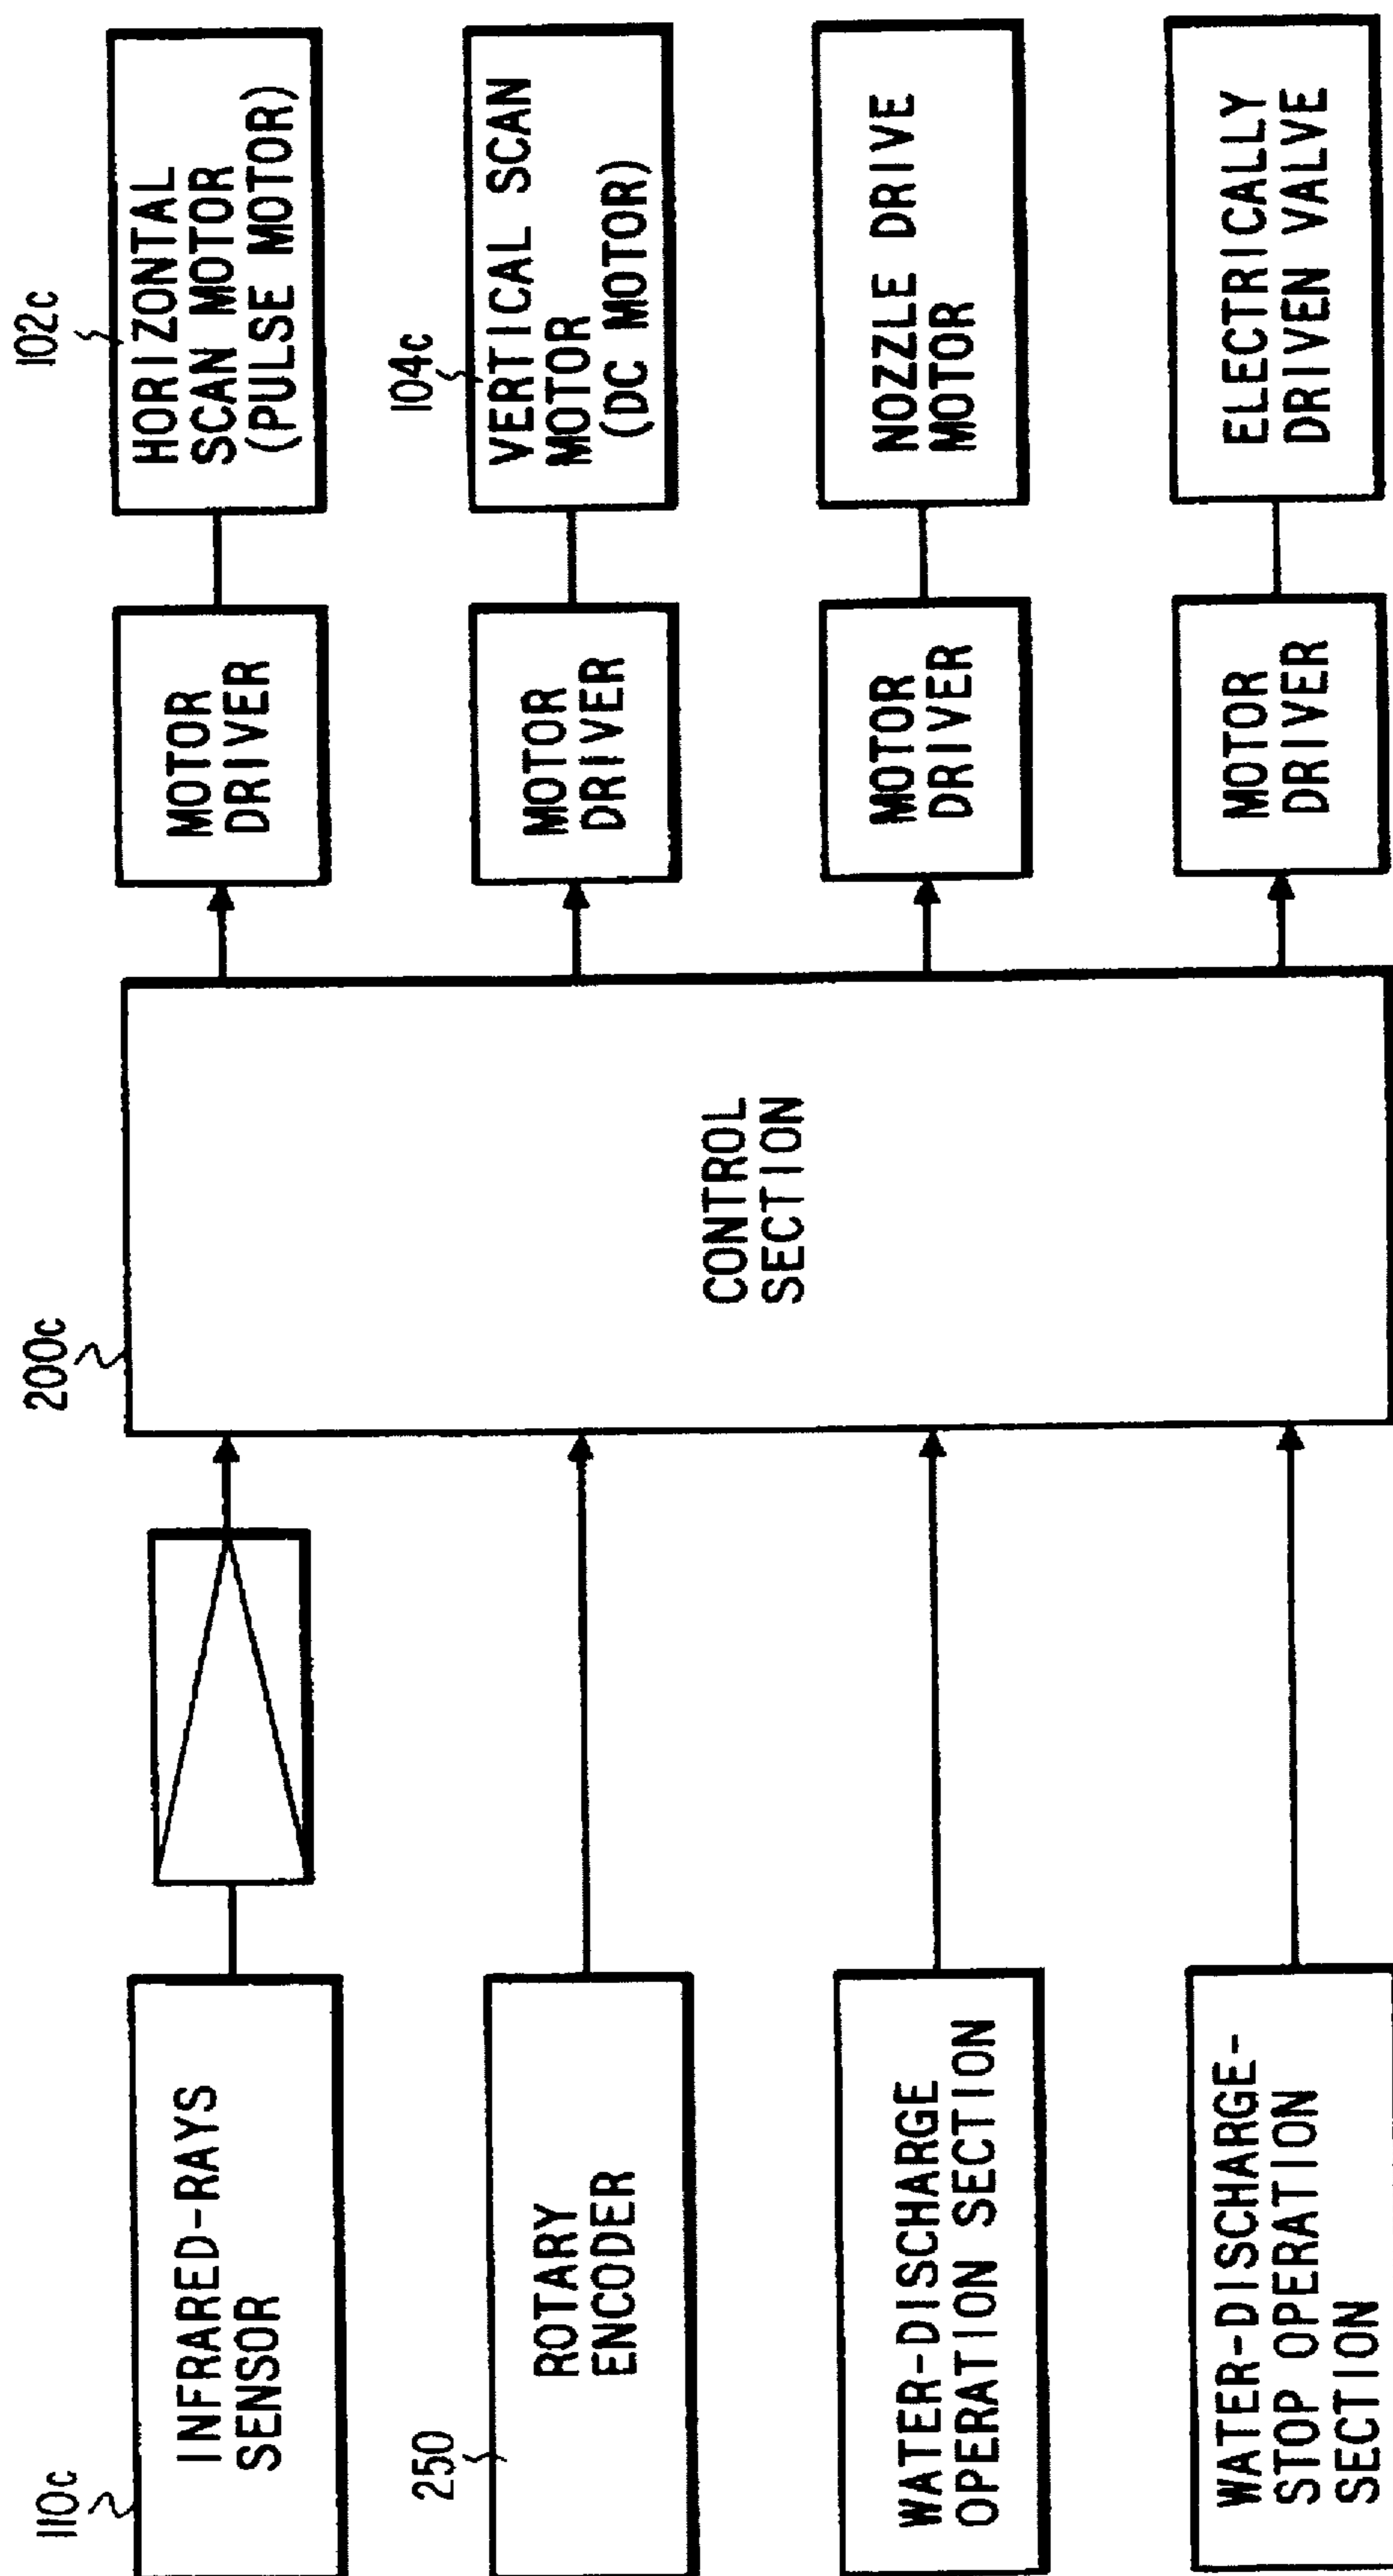 110c
INFRARED-RAYS
SENSOR
250
ROTARY
ENCODER
WATER-DISCHARGE
OPERATION SECTION
WATER-DISCHARGE-
STOP OPERATION
SECTION
200c
CONTROL
SECTION
MOTOR
DRIVER
MOTOR
DRIVER
MOTOR
DRIVER
MOTOR
DRIVER
102c
HORIZONTAL
SCAN MOTOR
(PULSE MOTOR)
104c
VERTICAL SCAN
MOTOR
(DC MOTOR)
NOZZLE DRIVE
MOTOR
ELECTRICALLY
DRIVEN VALVE